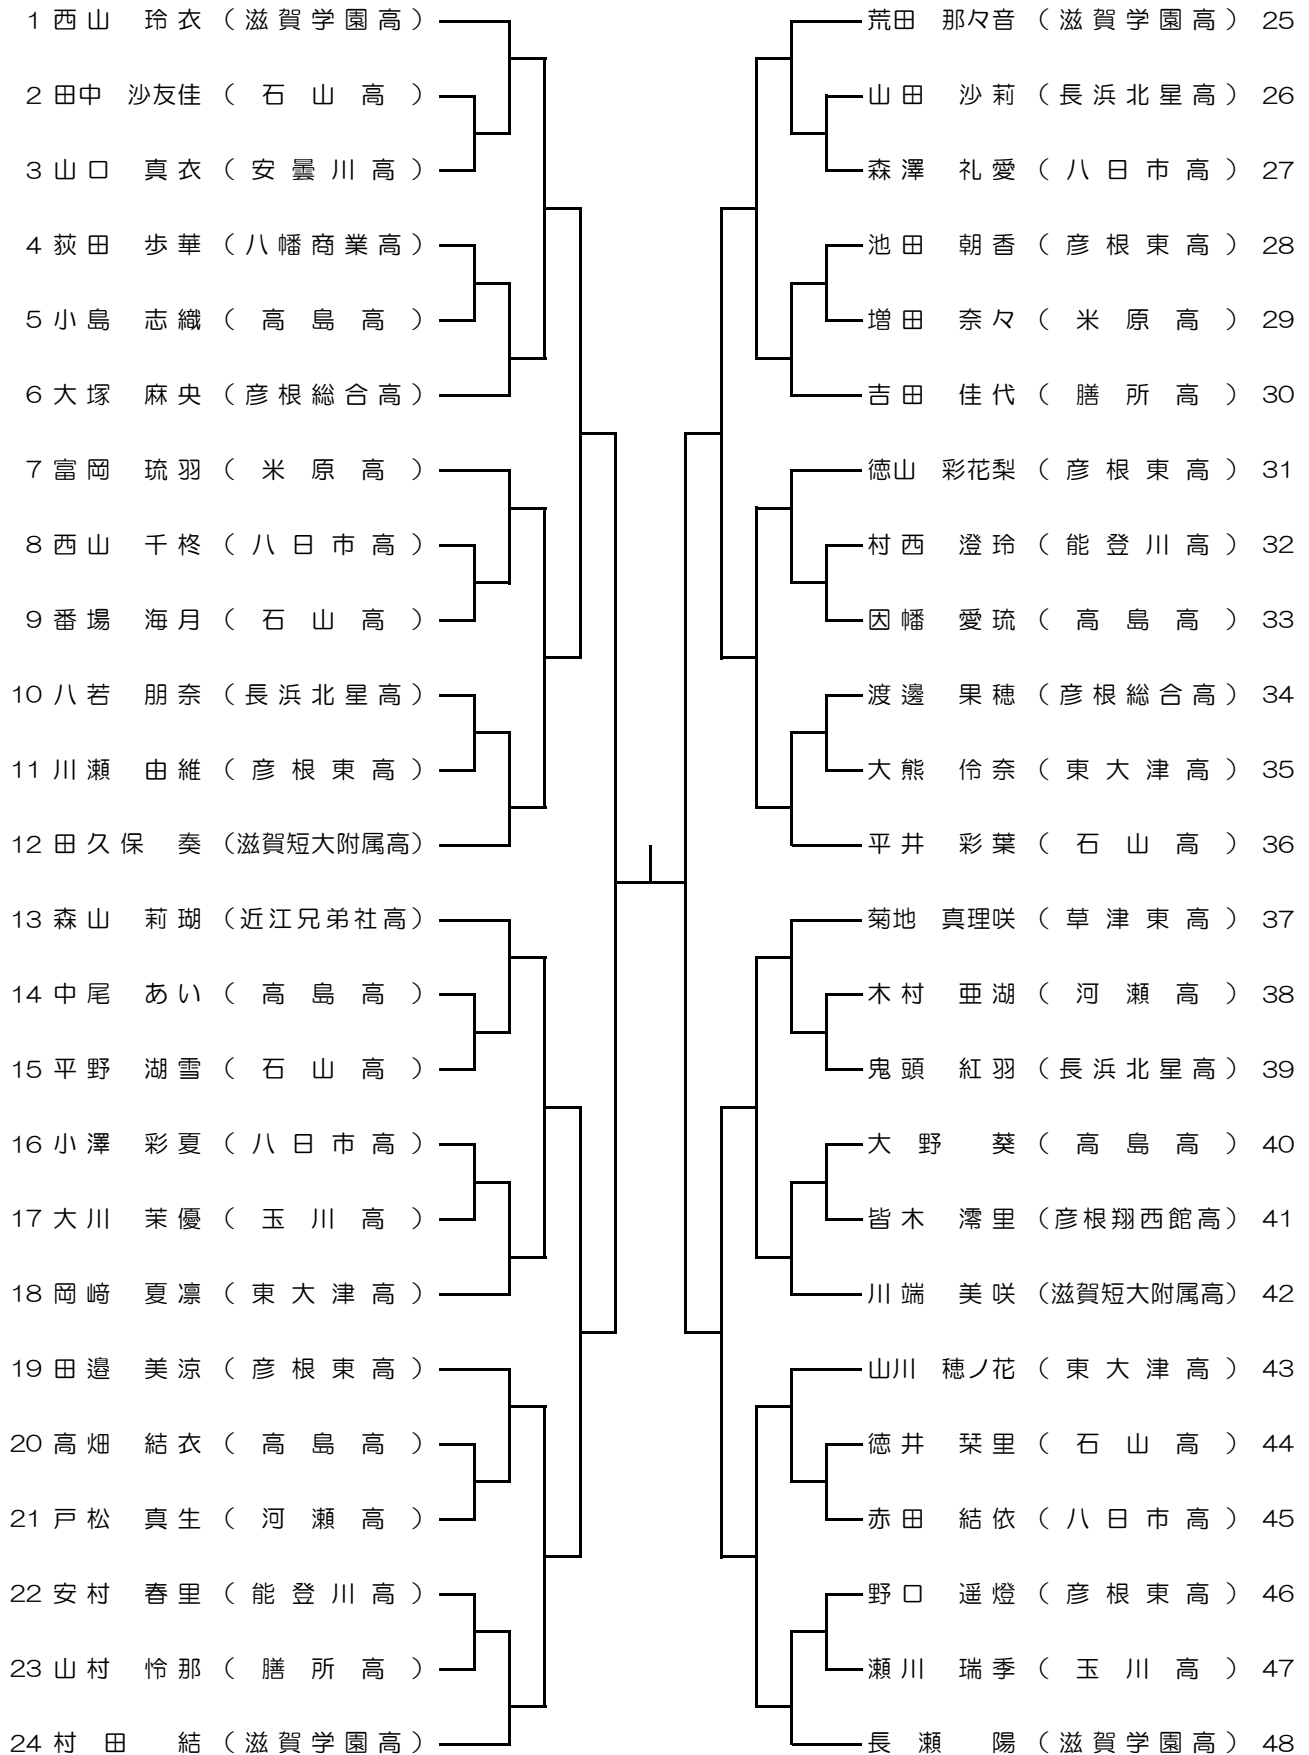 1 西山 玲衣 (滋賀学園高)
2 田中 沙友佳 (石山高)
3 山口 真衣 (安曇川高)
4 荻田 歩華 (八幡商業高)
5 小島 志織 (高島高)
6 大塚 麻央 (彦根総合高)
7 富岡 琉羽 (米原高)
8 西山 千柊 (八日市高)
9 番場 海月 (石山高)
10 八若 朋奈 (長浜北星高)
11 川瀬 由維 (彦根東高)
12 田久保 奏 (滋賀短大附属高)
13 森山 莉瑚 (近江兄弟社高)
14 中尾 あい (高島高)
15 平野 湖雪 (石山高)
16 小澤 彩夏 (八日市高)
17 大川 茉優 (玉川高)
18 岡﨑 夏凛 (東大津高)
19 田邉 美涼 (彦根東高)
20 高畑 結衣 (高島高)
21 戸松 真生 (河瀬高)
22 安村 春里 (能登川高)
23 山村 怜那 (膳所高)
24 村田 結 (滋賀学園高)
荒田 那々音 (滋賀学園高) 25
山田 沙莉 (長浜北星高) 26
森澤 礼愛 (八日市高) 27
池田 朝香 (彦根東高) 28
増田 奈々 (米原高) 29
吉田 佳代 (膳所高) 30
徳山 彩花梨 (彦根東高) 31
村西 澄玲 (能登川高) 32
因幡 愛琉 (高島高) 33
渡邊 果穂 (彦根総合高) 34
大熊 伶奈 (東大津高) 35
平井 彩葉 (石山高) 36
菊地 真理咲 (草津東高) 37
木村 亜湖 (河瀬高) 38
鬼頭 紅羽 (長浜北星高) 39
大野 葵 (高島高) 40
皆木 澪里 (彦根翔西館高) 41
川端 美咲 (滋賀短大附属高) 42
山川 穂ノ花 (東大津高) 43
徳井 栞里 (石山高) 44
赤田 結依 (八日市高) 45
野口 遥燈 (彦根東高) 46
瀬川 瑞季 (玉川高) 47
長瀬 陽 (滋賀学園高) 48